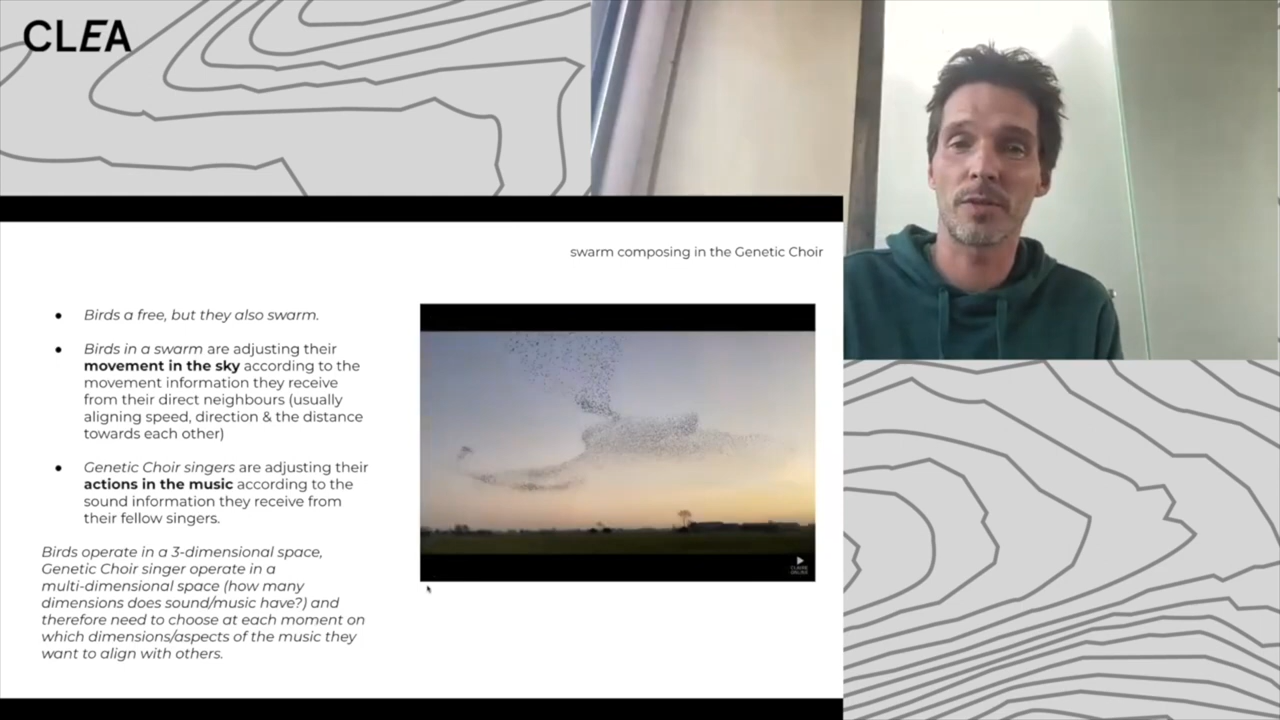 CLEA
swarm composing in the Genetic Choir
● Birds a free, but they also swarm.
● Birds in a swarm are adjusting their
movement in the sky according to the
movement information they receive
from their direct neighbours (usually
aligning speed, direction & the distance
towards each other)
● Genetic Choir singers are adjusting their
actions in the music according to the
sound information they receive from
their fellow singers.
Birds operate in a 3-dimensional space,
Genetic Choir singer operate in a
multi-dimensional space (how many
dimensions does sound/music have?) and
therefore need to choose at each moment on
which dimensions/aspects of the music they
want to align with others.